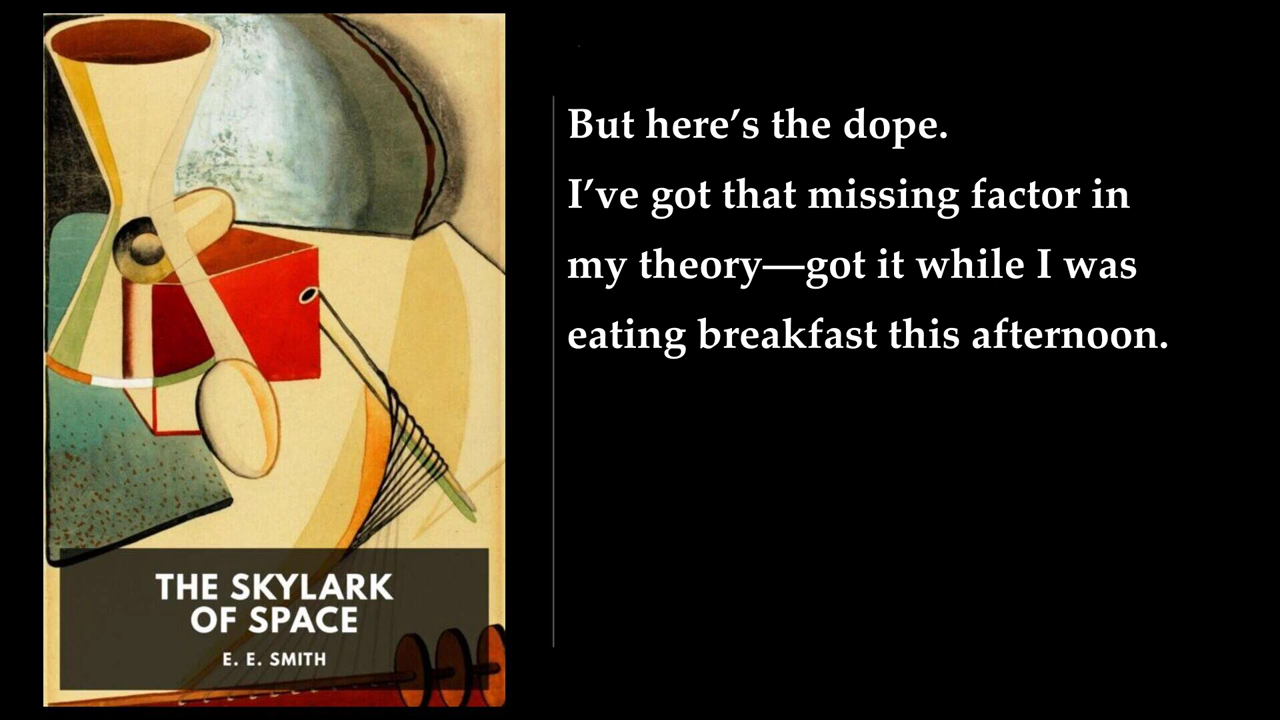 THE SKYLARK
OF SPACE
E. E. SMITH
But here’s the dope.
I’ve got that missing factor in
my theory—got it while I was
eating breakfast this afternoon.